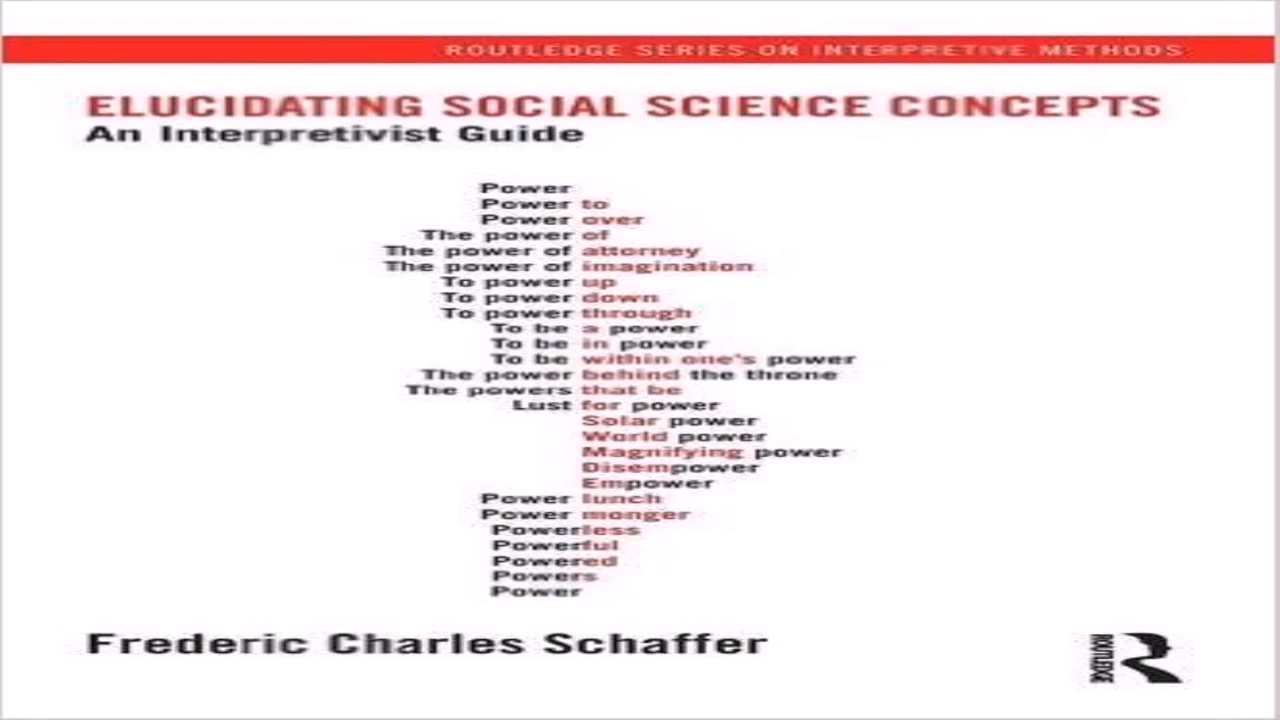 ROUTLEDGE SERIES ON INTERPRETIVE METHODS
ELUCIDATING SOCIAL SCIENCE CONCEPTS
An Interpretivist Guide
Power
Power to
Power over
The power of
The power of attorney
The power of imagination
To power up
To power down
To power through
To be a power
To be in power
To be within one's power
The power behind the throne
The powers that be
Lust for power
Solar power
World power
Magnifying power
Disempower
Empower
Power lunch
Power monger
Powerless
Powerful
Powered
Powers
Power
Frederic Charles Schaffer
ROUTLEDGE